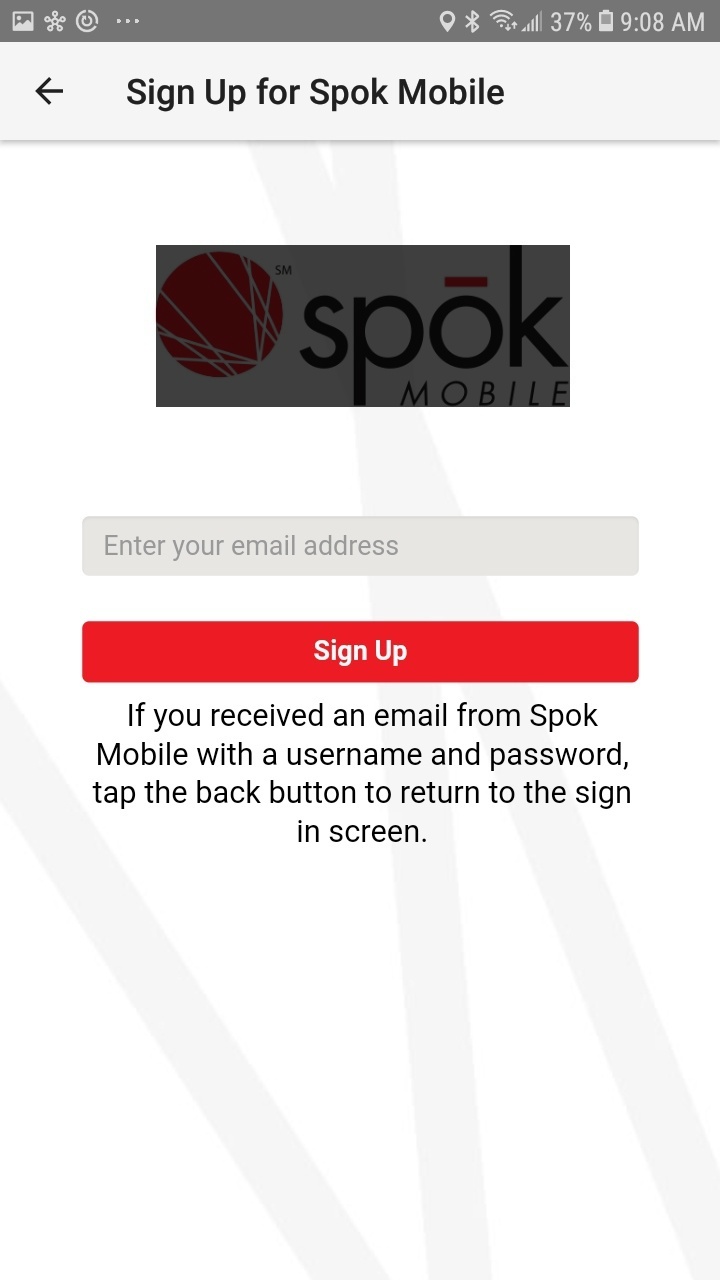 37% 9:08 AM
Sign Up for Spok Mobile
SM
spōk
MOBILE
Enter your email address
Sign Up
If you received an email from Spok
Mobile with a username and password,
tap the back button to return to the sign
in screen.